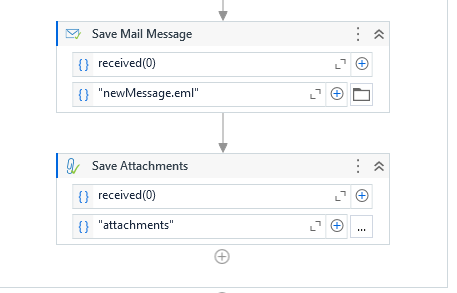 Save Mail Message
received(0)
"newMessage.eml"
Save Attachments
received(0)
"attachments"
...